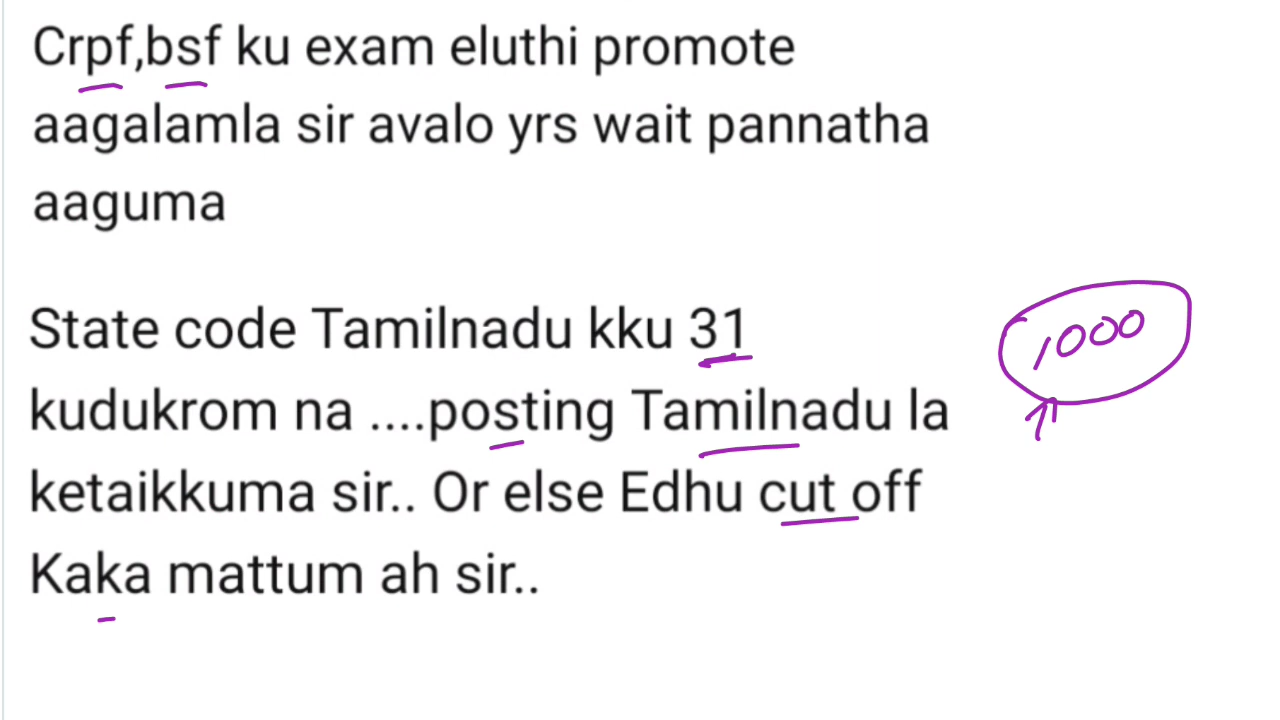 Crpf,bsf ku exam eluthi promote
aagalamla sir avalo yrs wait pannatha
aaguma
State code Tamilnadu kku 31
1000
kudukrom na ....posting Tamilnadu la
ketaikkuma sir.. Or else Edhu cut off
Kaka mattum ah sir..